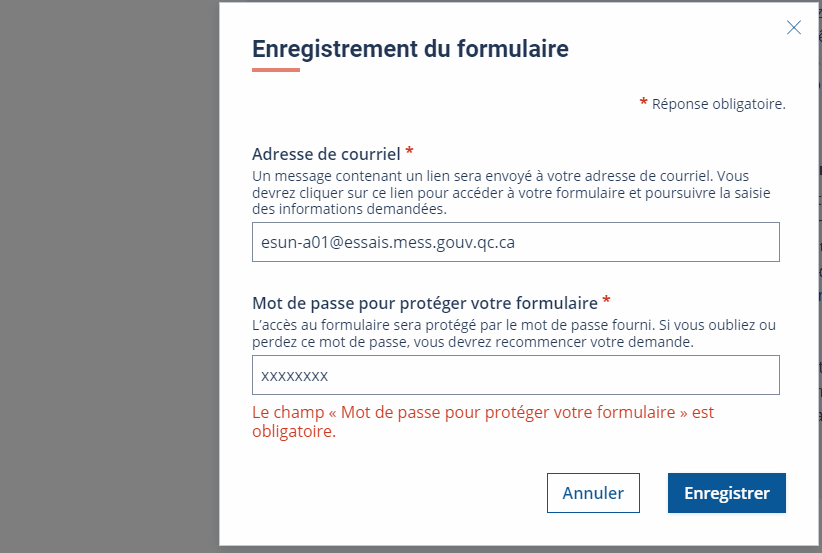 Enregistrement du formulaire
* Réponse obligatoire.
Adresse de courriel *
Un message contenant un lien sera envoyé à votre adresse de courriel. Vous
devrez cliquer sur ce lien pour accéder à votre formulaire et poursuivre la saisie
des informations demandées.
esun-a01@essais.mess.gouv.qc.ca
Mot de passe pour protéger votre formulaire *
L’accès au formulaire sera protégé par le mot de passe fourni. Si vous oubliez ou
perdez ce mot de passe, vous devrez recommencer votre demande.
xxxxxxxx
Le champ « Mot de passe pour protéger votre formulaire » est
obligatoire.
Annuler
Enregistrer